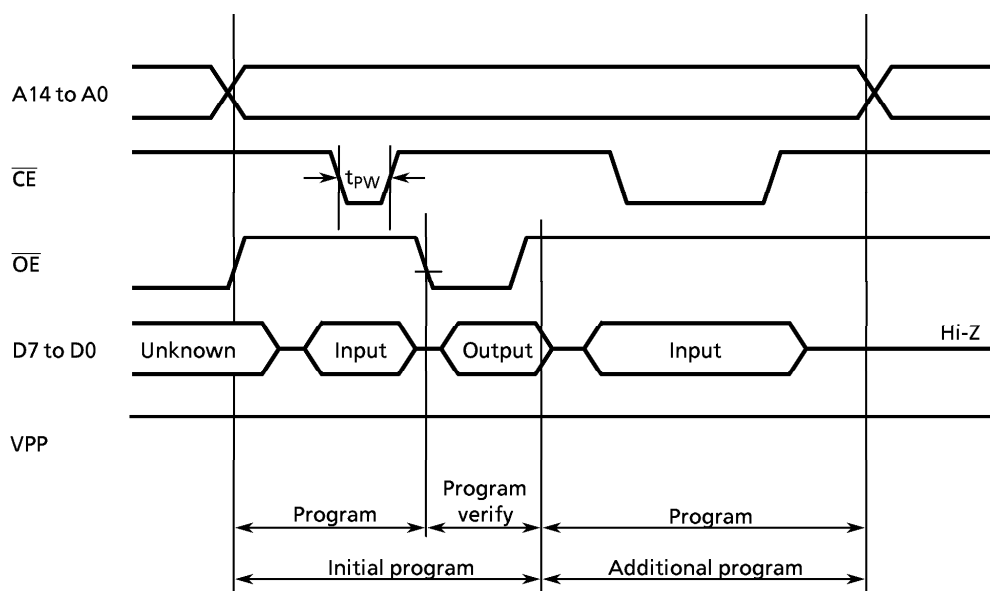 A14 to A0
CE
tPW
OE
D7 to D0
Unknown
Input
Output
Input
Hi-Z
VPP
Program
Program
verify
Program
Initial program
Additional program